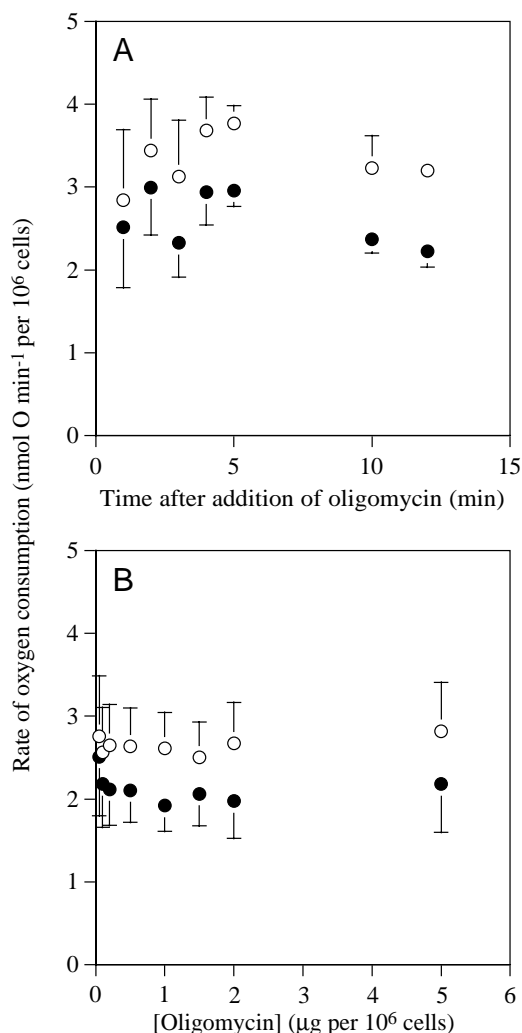 Rate of oxygen consumption (nmol O min⁻¹ per 10⁶ cells)
A
5
4
3
2
1
0
0 5 10 15
Time after addition of oligomycin (min)
B
5
4
3
2
1
0
0 1 2 3 4 5 6
[Oligomycin] (μg per 10⁶ cells)